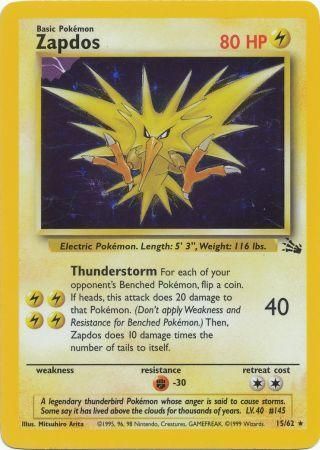 Basic Pokémon
Zapdos 80 HP
Electric Pokémon. Length: 5' 3", Weight: 116 lbs.
Thunderstorm For each of your
opponent's Benched Pokémon, flip a coin.
If heads, this attack does 20 damage to
that Pokémon. (Don't apply Weakness and
Resistance for Benched Pokémon.) Then,
Zapdos does 10 damage times the
number of tails to itself.
40
weakness resistance retreat cost
-30
A legendary thunderbird Pokémon whose anger is said to cause storms.
Some say it has lived above the clouds for thousands of years. LV. 40 #145
Illus. Mitsuhiro Arita ©1995, 96, 98 Nintendo, Creatures, GAMEFREAK. ©1999 Wizards. 15/62 ★